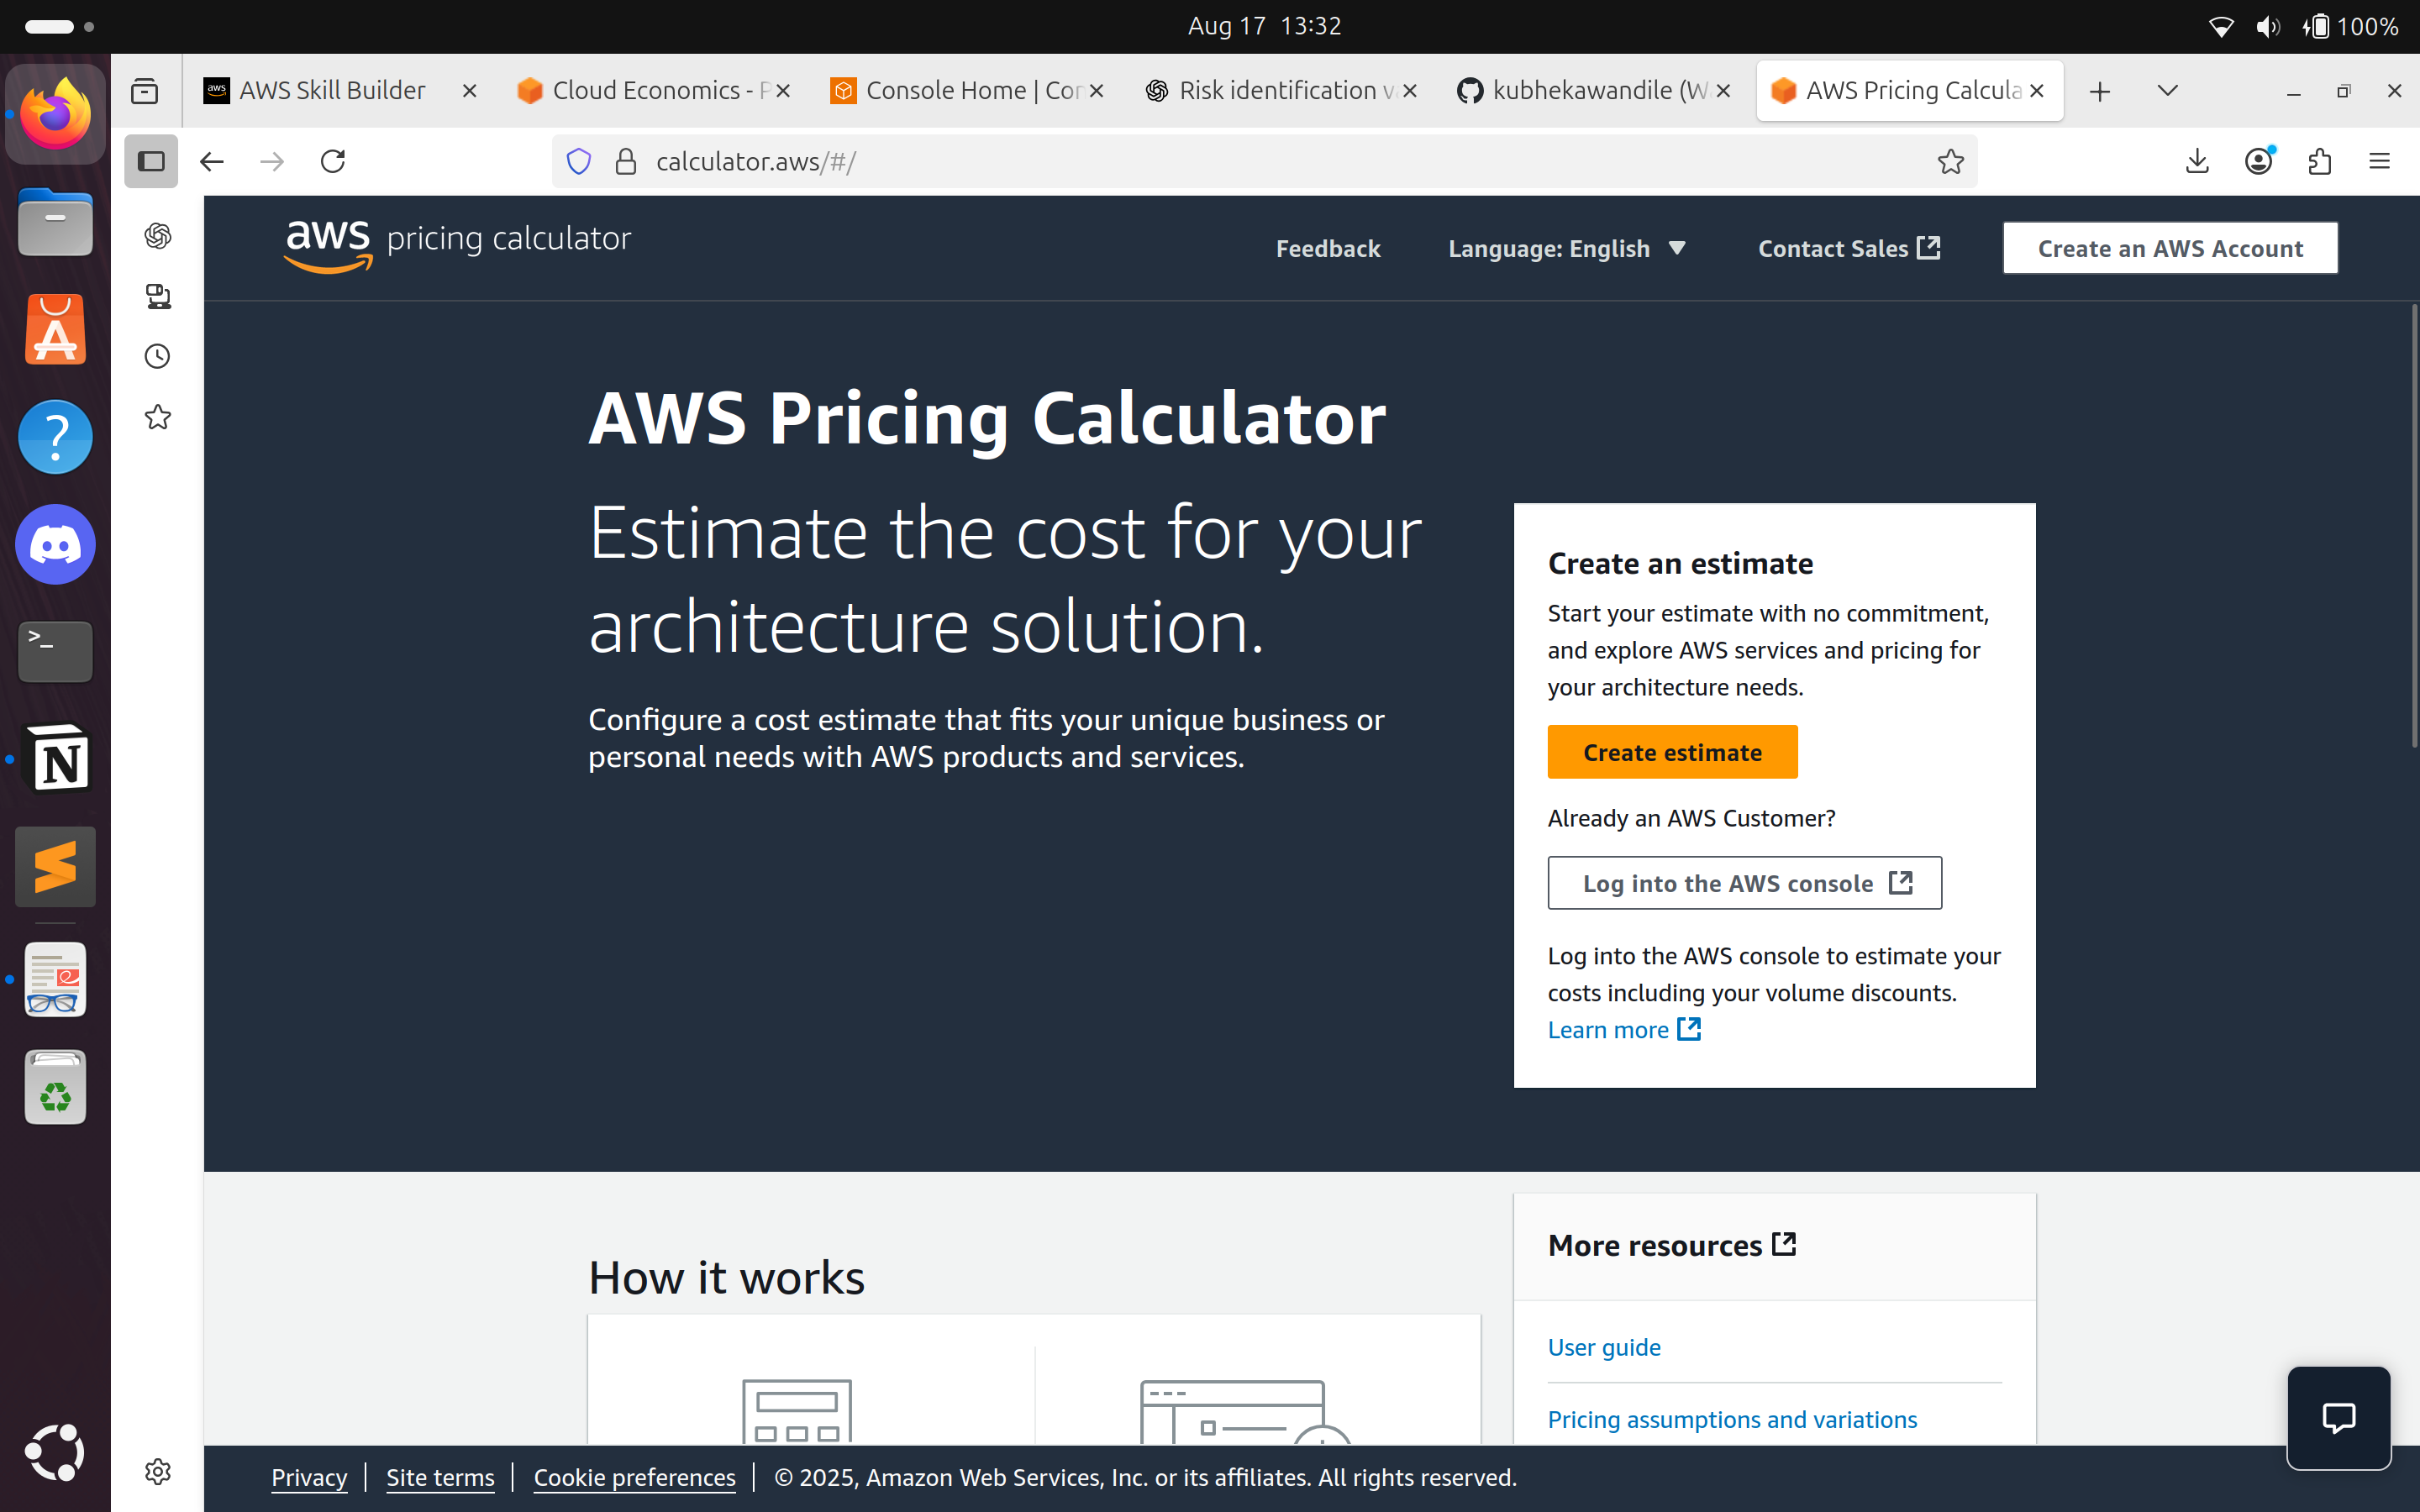 Aug 17 13:32
100%
AWS Skill Builder
Cloud Economics - P
Console Home | Con
Risk identification v
kubhekawandile (W
AWS Pricing Calcula
calculator.aws/#/
aws pricing calculator
Feedback
Language: English
Contact Sales
Create an AWS Account
AWS Pricing Calculator
Estimate the cost for your
architecture solution.
Configure a cost estimate that fits your unique business or
personal needs with AWS products and services.
Create an estimate
Start your estimate with no commitment,
and explore AWS services and pricing for
your architecture needs.
Create estimate
Already an AWS Customer?
Log into the AWS console
Log into the AWS console to estimate your
costs including your volume discounts.
Learn more
How it works
More resources
User guide
Pricing assumptions and variations
Privacy
Site terms
Cookie preferences
© 2025, Amazon Web Services, Inc. or its affiliates. All rights reserved.